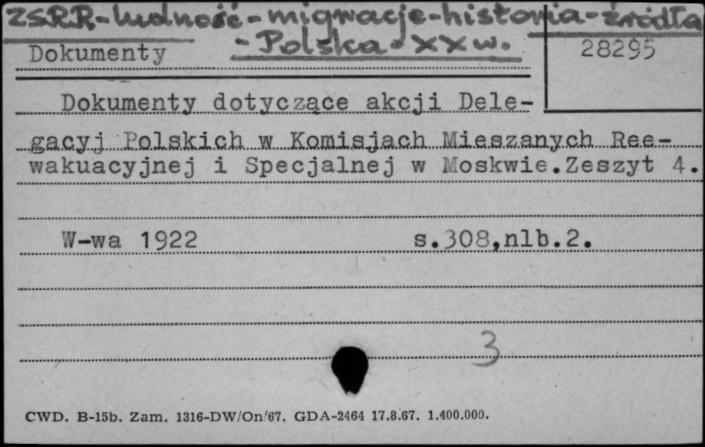 ZSRR-ludność-migracje-historia-źródła
-Polska-XX w.
Dokumenty
28295
Dokumenty dotyczące akcji Dele-
gacyj Polskich w Komisjach Mieszanych Ree-
wakuacyjnej i Specjalnej w Moskwie.Zeszyt 4.
W-wa 1922 s.308,nlb.2.
3
CWD. B-15b. Zam. 1316-DW/On/67. GDA-2464 17.8.67. 1.400.000.